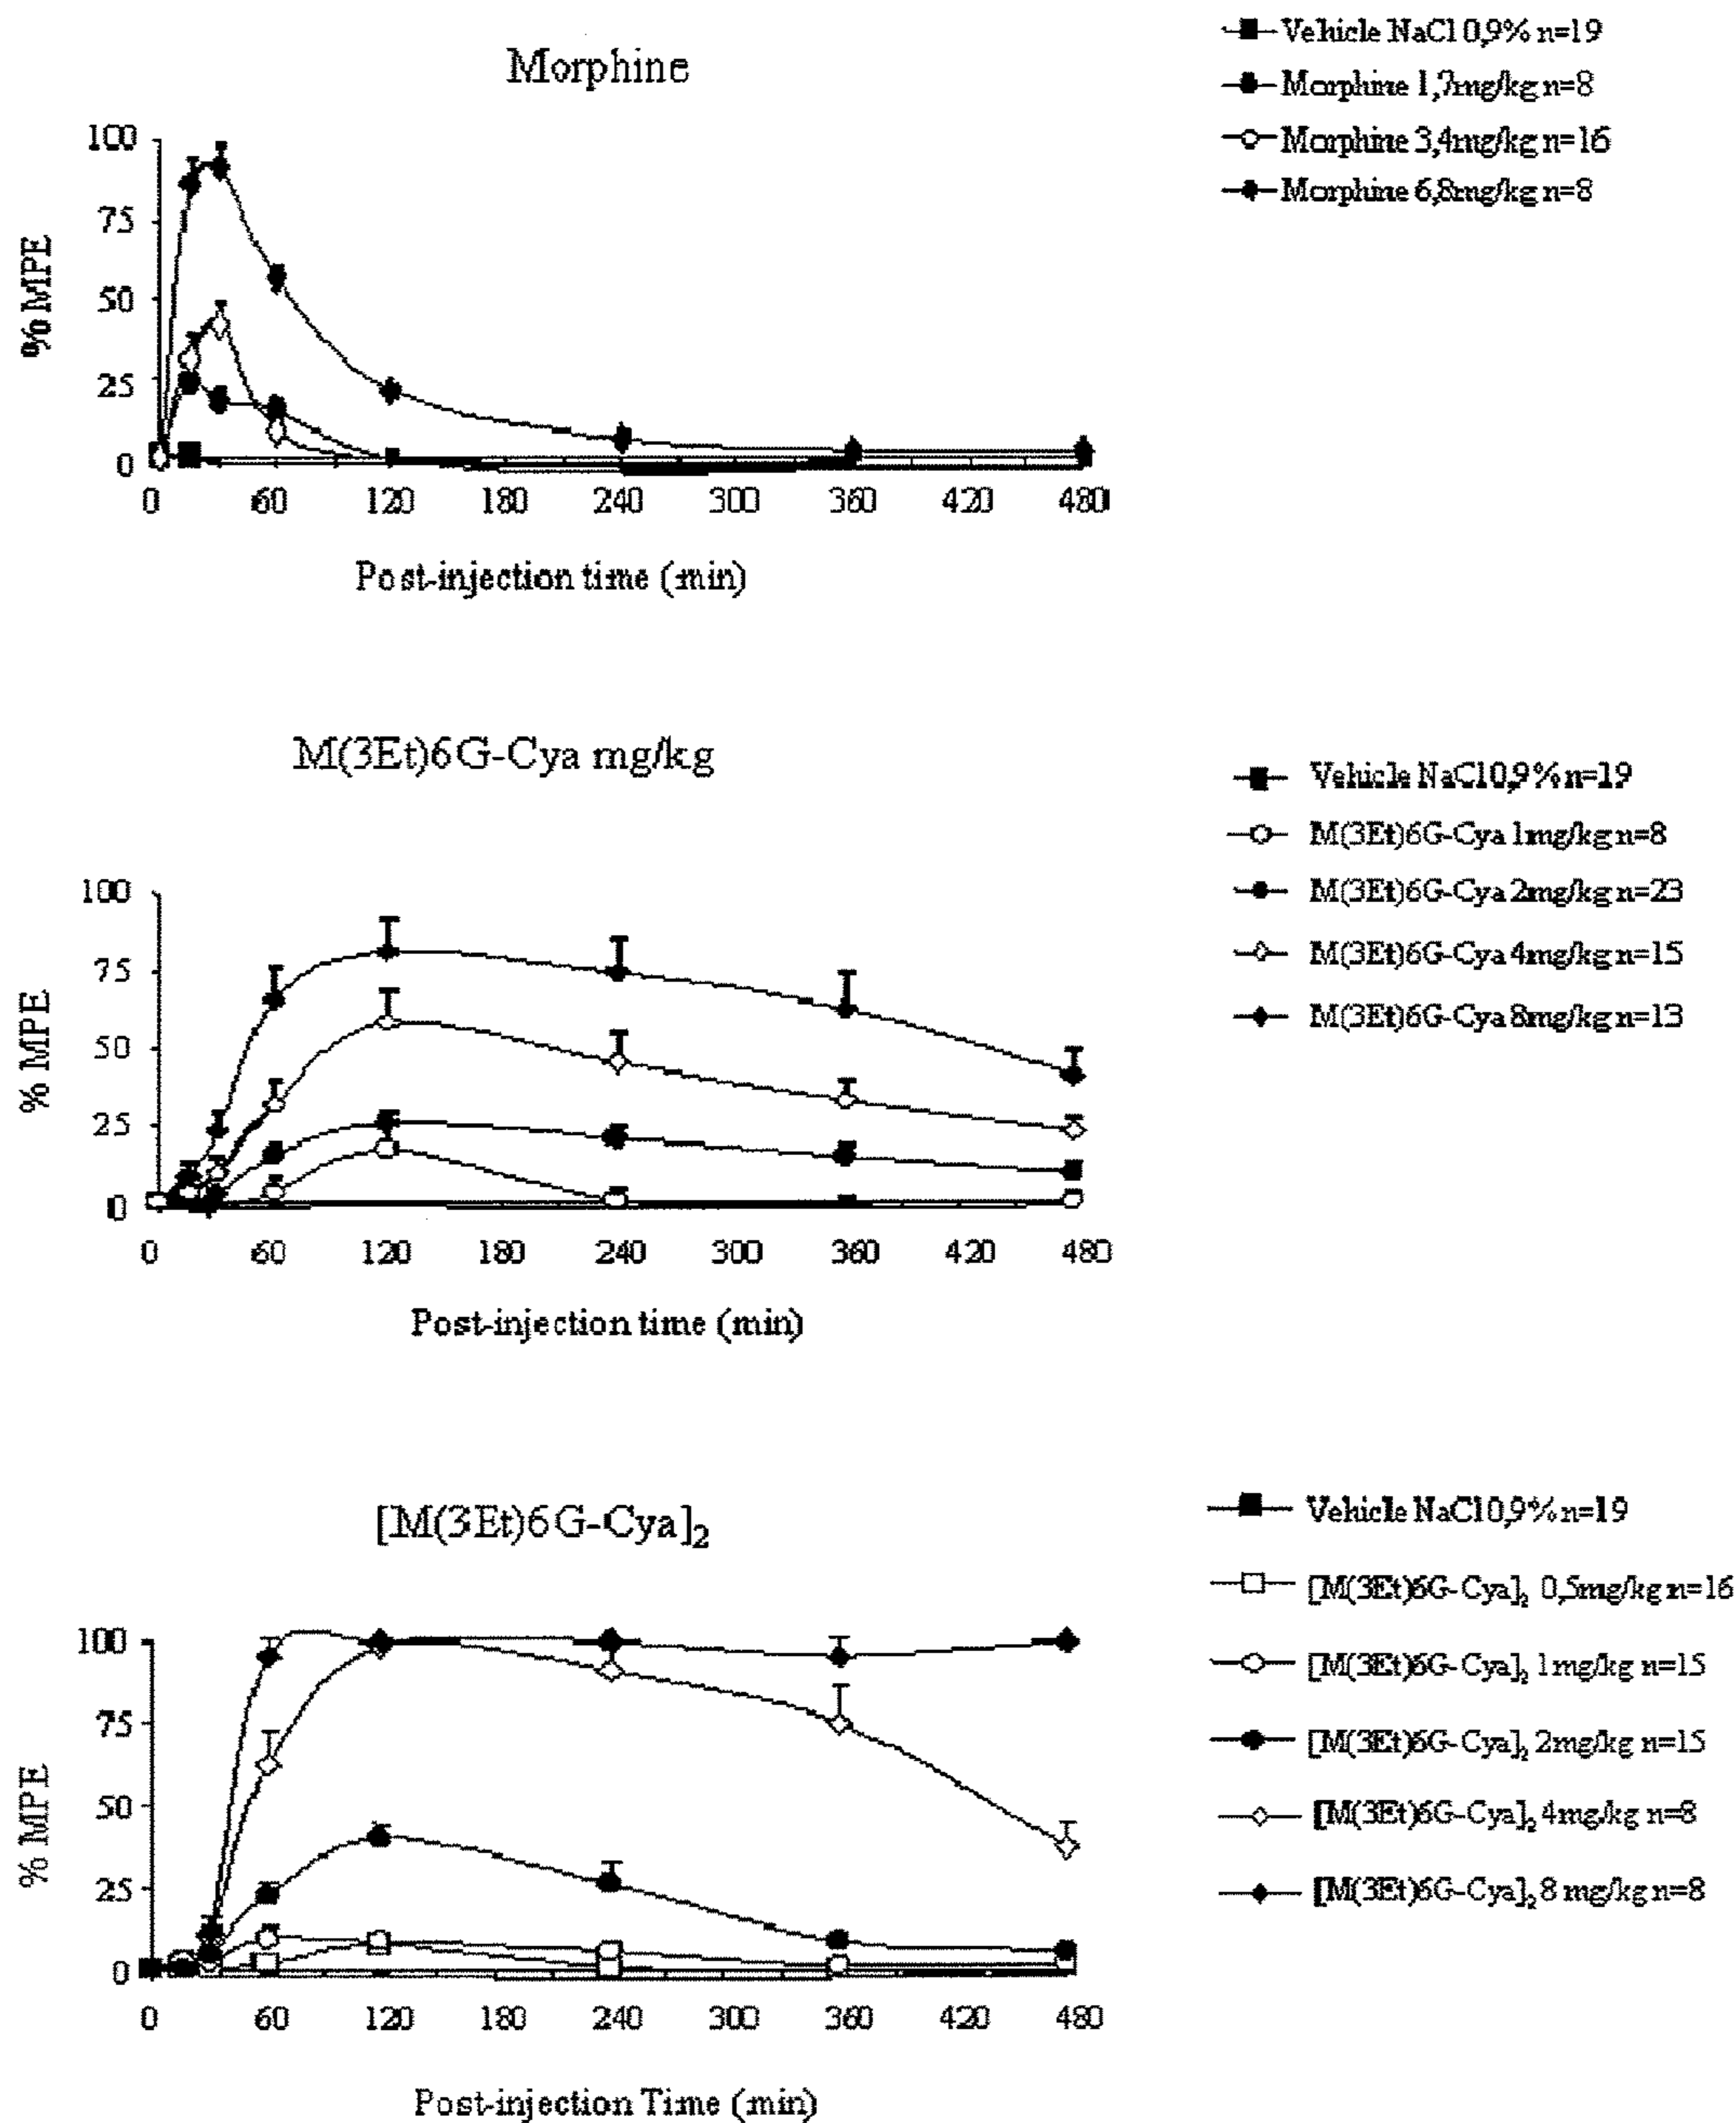 Morphine
Vehicle NaCl 0,9% n=19
Morphine 1,7mg/kg n=8
Morphine 3,4mg/kg n=16
Morphine 6,8mg/kg n=8
100
75
50
25
0
% MPE
0 60 120 180 240 300 360 420 480
Post-injection time (min)
M(3Et)6G-Cya mg/kg
Vehicle NaCl 0,9% n=19
M(3Et)6G-Cya 1mg/kg n=8
M(3Et)6G-Cya 2mg/kg n=23
M(3Et)6G-Cya 4mg/kg n=15
M(3Et)6G-Cya 8mg/kg n=13
100
75
50
25
0
% MPE
0 60 120 180 240 300 360 420 480
Post-injection time (min)
[M(3Et)6G-Cya]₂
Vehicle NaCl 0,9% n=19
[M(3Et)6G-Cya]₂ 0,5mg/kg n=16
[M(3Et)6G-Cya]₂ 1mg/kg n=15
[M(3Et)6G-Cya]₂ 2mg/kg n=15
[M(3Et)6G-Cya]₂ 4mg/kg n=8
[M(3Et)6G-Cya]₂ 8 mg/kg n=8
100
75
50
25
0
% MPE
0 60 120 180 240 300 360 420 480
Post-injection Time (min)